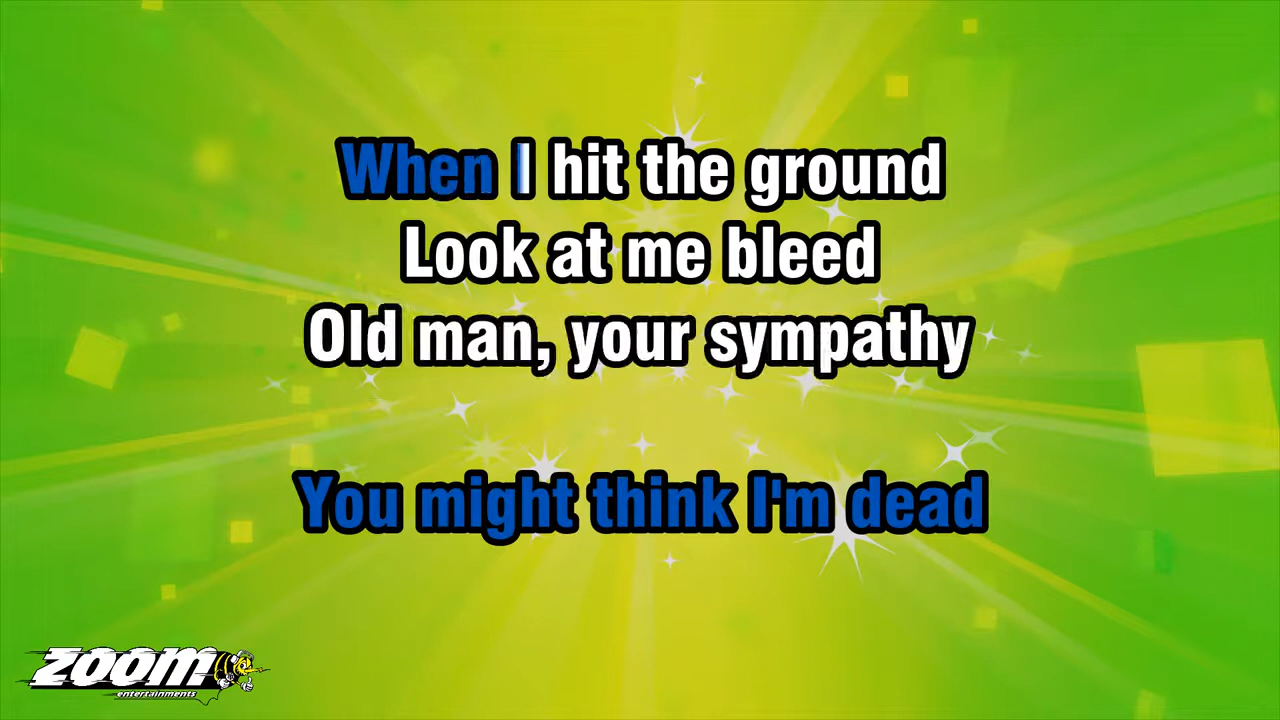 When I hit the ground
Look at me bleed
Old man, your sympathy
You might think I'm dead
zoom
entertainments